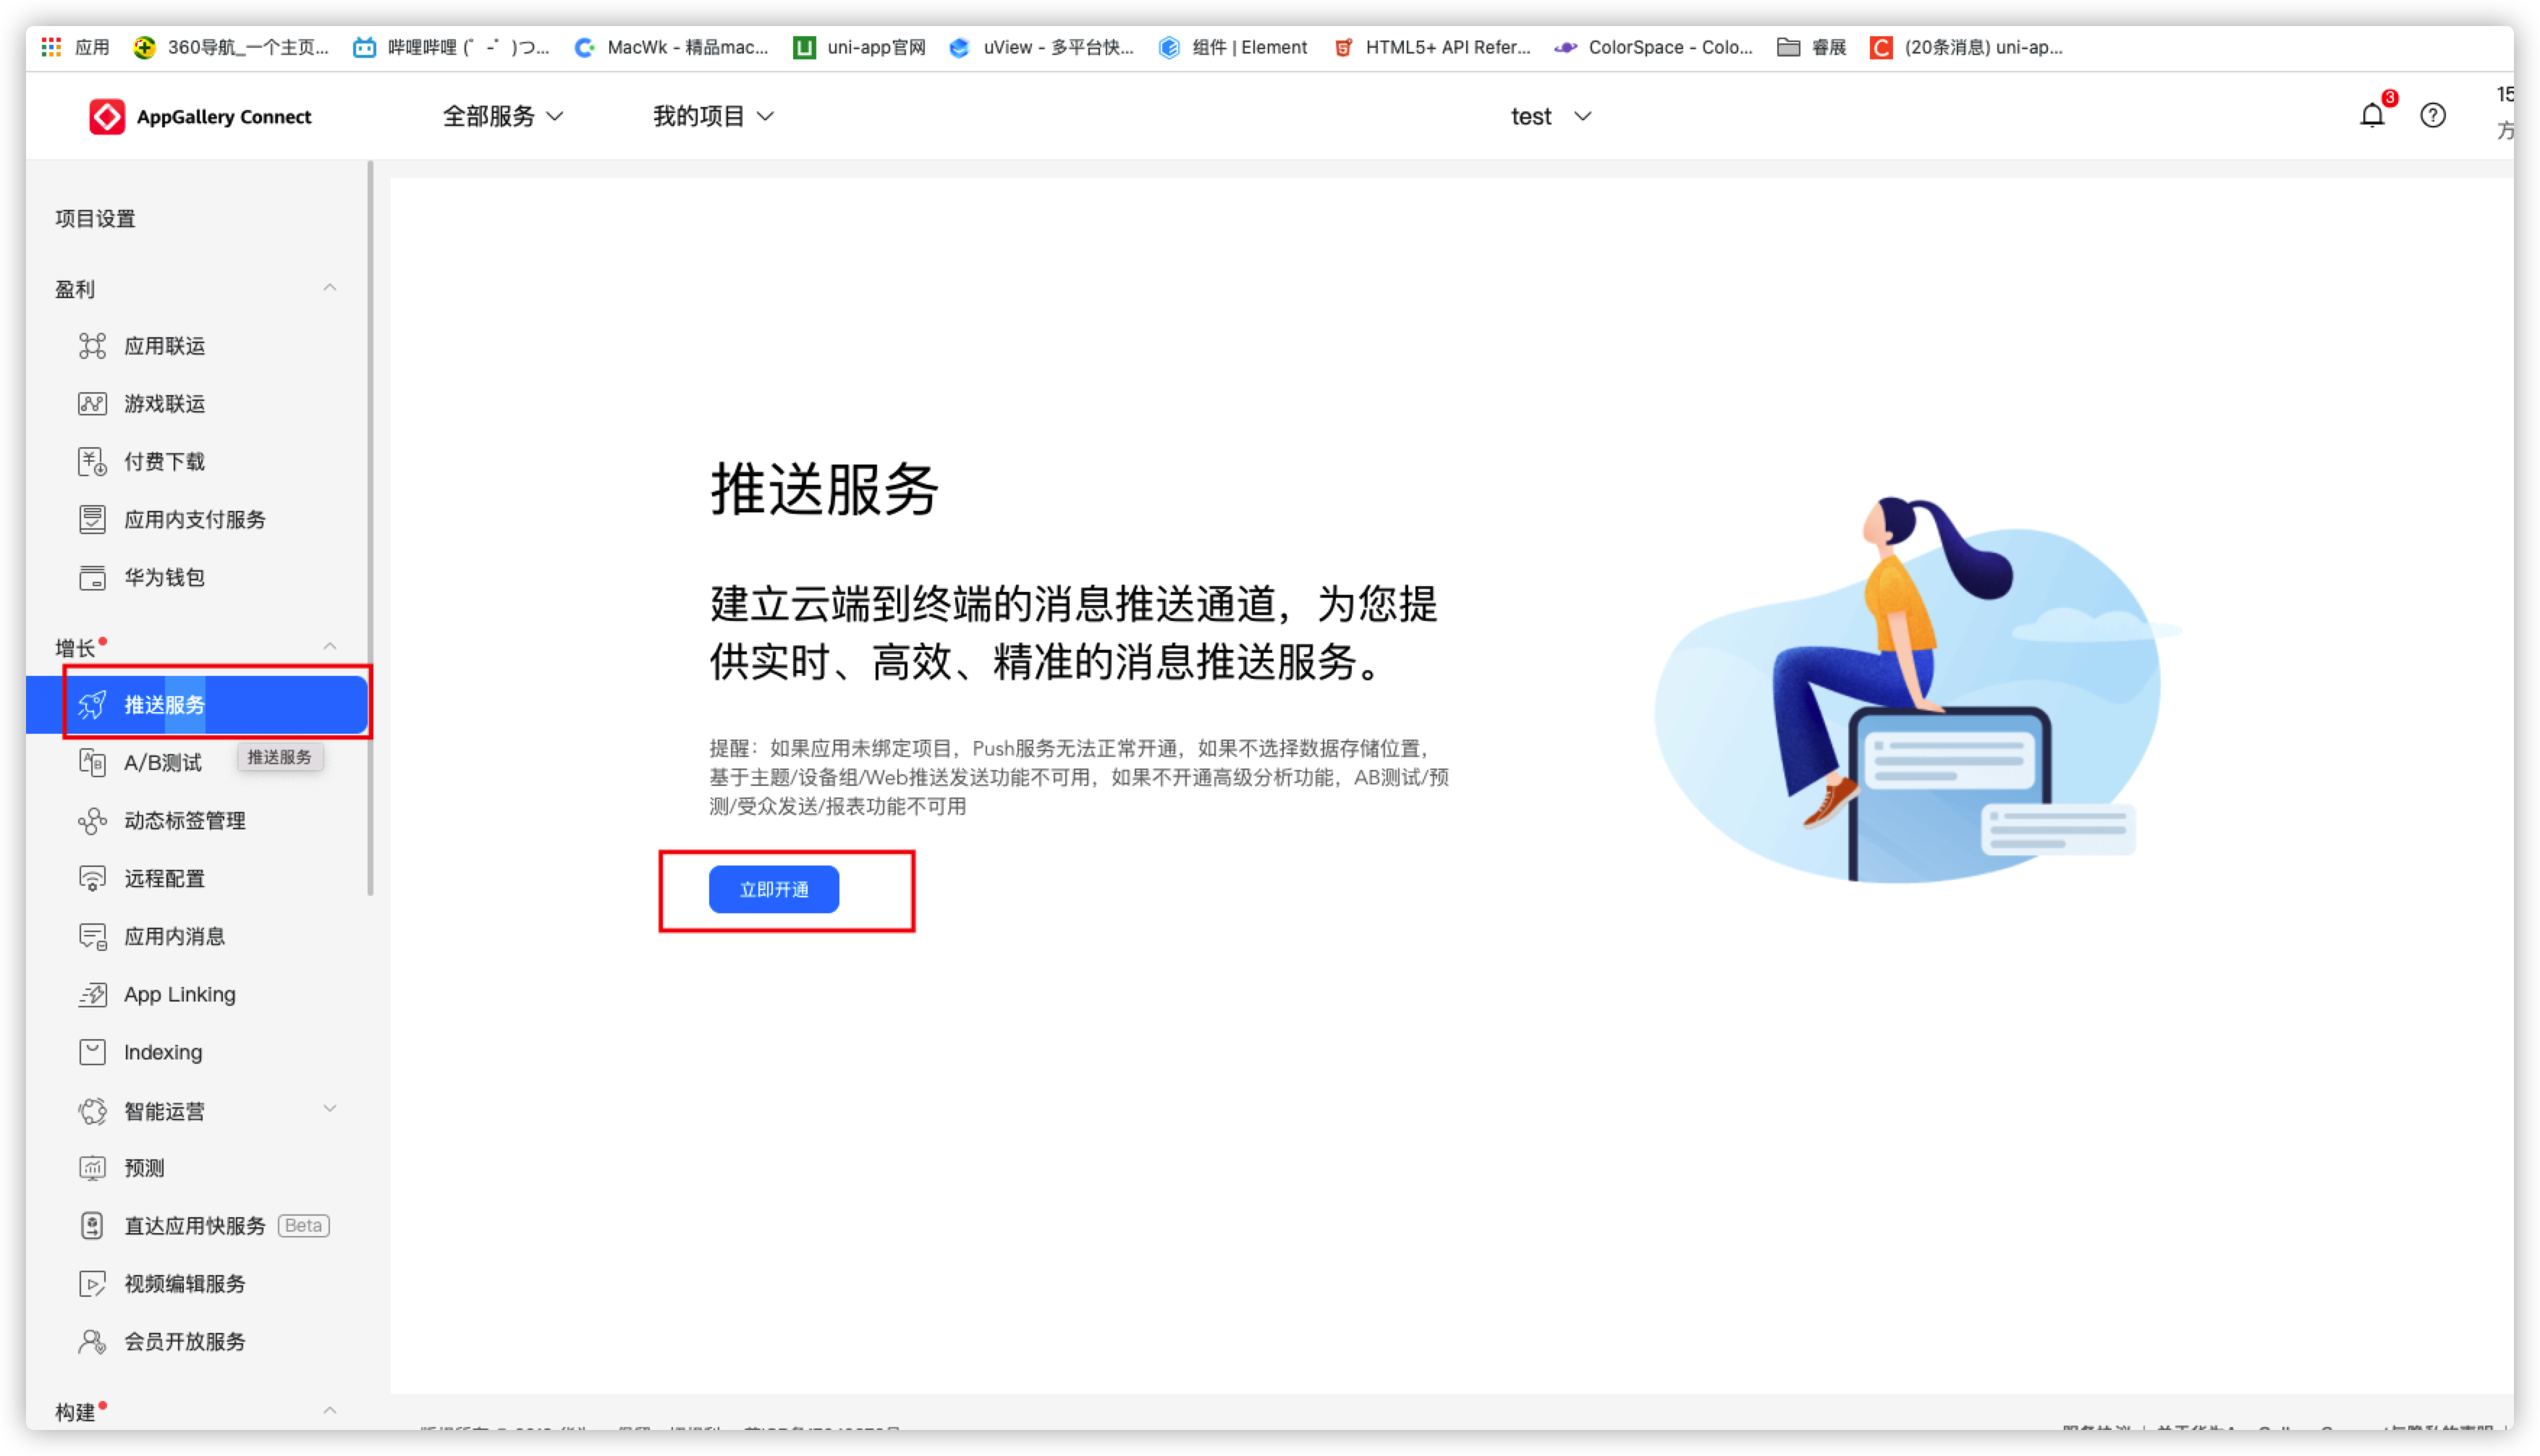 应用 360导航_一个主页... 哔哩哔哩 (゜-゜)つ... MacWk - 精品mac... uni-app官网 uView - 多平台快... 组件 | Element HTML5+ API Refer... ColorSpace - Colo... 睿展 (20条消息) uni-ap...
AppGallery Connect 全部服务 我的项目 test 3
项目设置
盈利
应用联运
游戏联运
付费下载
应用内支付服务
华为钱包
增长
推送服务
A/B测试
推送服务
动态标签管理
远程配置
应用内消息
App Linking
Indexing
智能运营
预测
直达应用快服务 Beta
视频编辑服务
会员开放服务
构建
推送服务
建立云端到终端的消息推送通道，为您提
供实时、高效、精准的消息推送服务。
提醒：如果应用未绑定项目，Push服务无法正常开通，如果不选择数据存储位置，
基于主题/设备组/Web推送发送功能不可用，如果不开通高级分析功能，AB测试/预
测/受众发送/报表功能不可用
立即开通